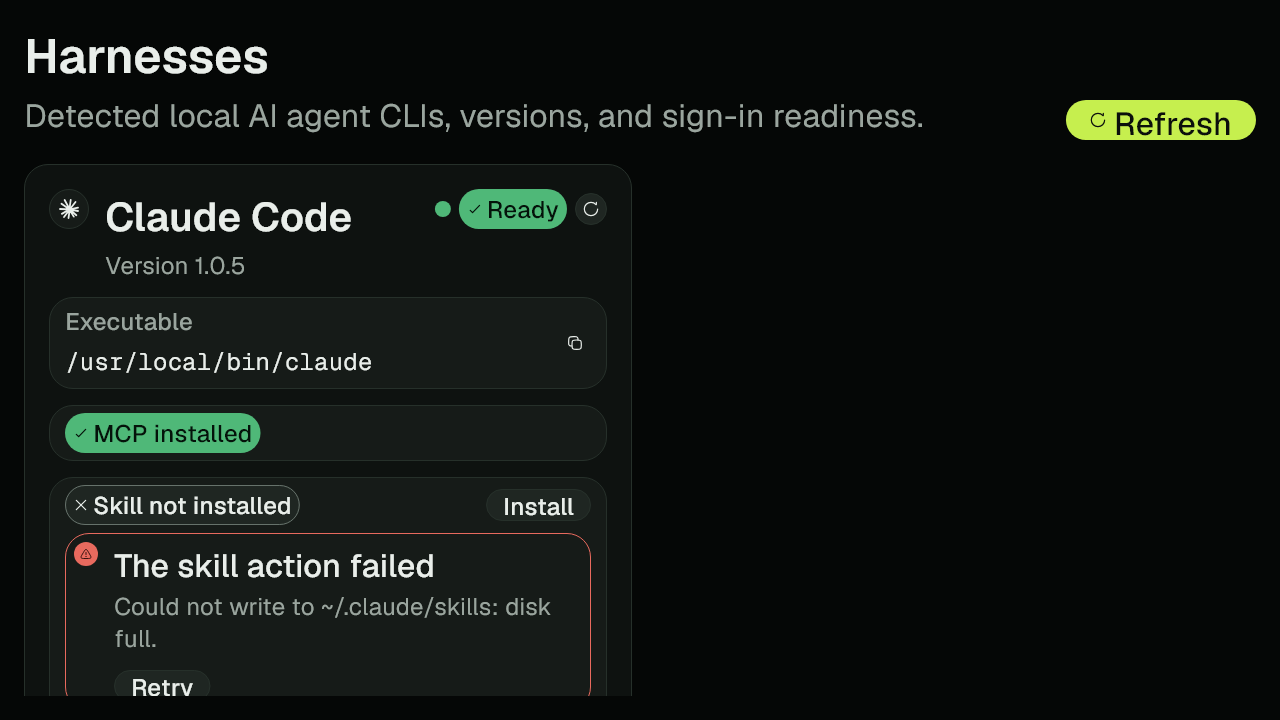 Harnesses
Detected local AI agent CLIs, versions, and sign-in readiness.
Refresh
Claude Code
Ready
Version 1.0.5
Executable
/usr/local/bin/claude
MCP installed
Skill not installed
Install
The skill action failed
Could not write to ~/.claude/skills: disk
full.
Retry